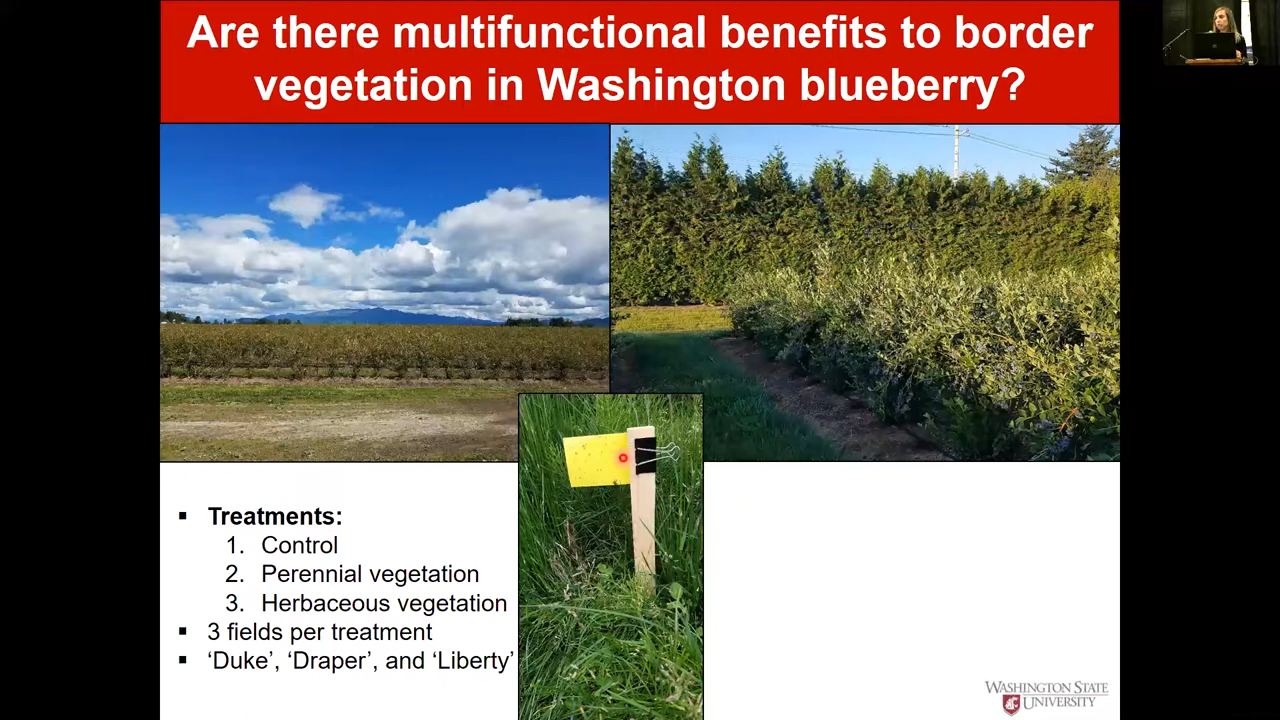 Are there multifunctional benefits to border
vegetation in Washington blueberry?
▪ Treatments:
1. Control
2. Perennial vegetation
3. Herbaceous vegetation
▪ 3 fields per treatment
▪ ‘Duke’, ‘Draper’, and ‘Liberty’
WASHINGTON STATE
UNIVERSITY